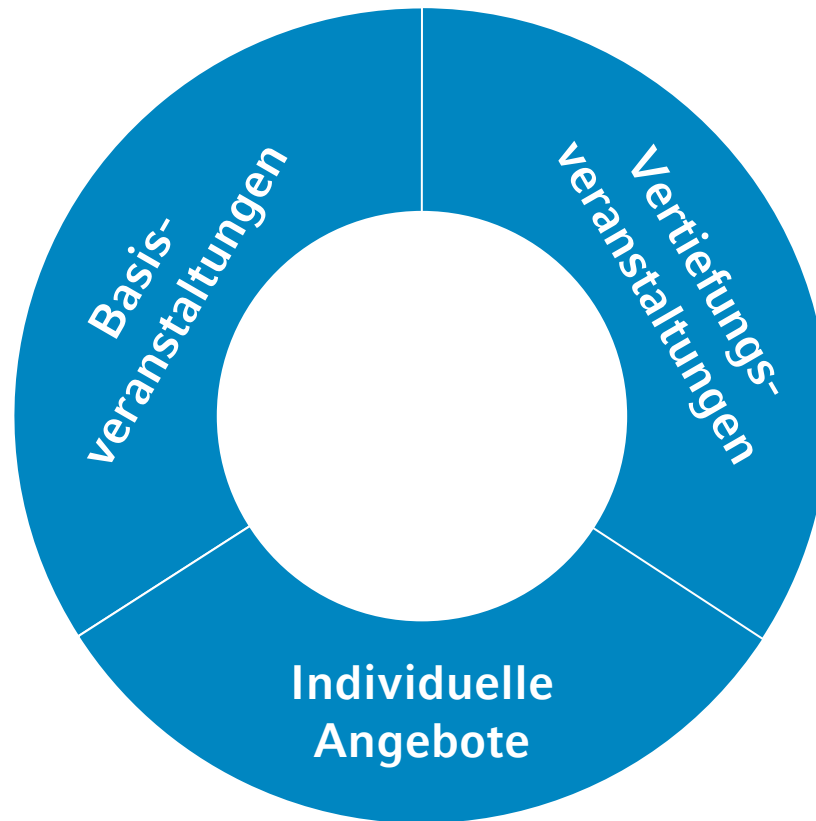 Basis-
veranstaltungen
Vertiefungs-
veranstaltungen
Individuelle
Angebote